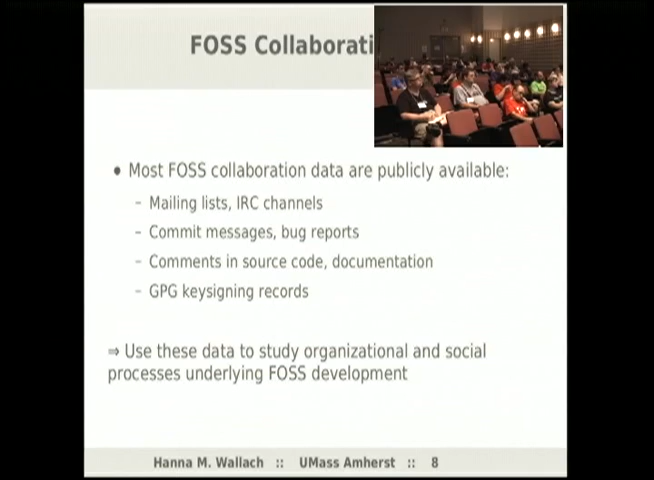 FOSS Collaborati
• Most FOSS collaboration data are publicly available:
– Mailing lists, IRC channels
– Commit messages, bug reports
– Comments in source code, documentation
– GPG keysigning records
⇒ Use these data to study organizational and social
processes underlying FOSS development
Hanna M. Wallach :: UMass Amherst :: 8